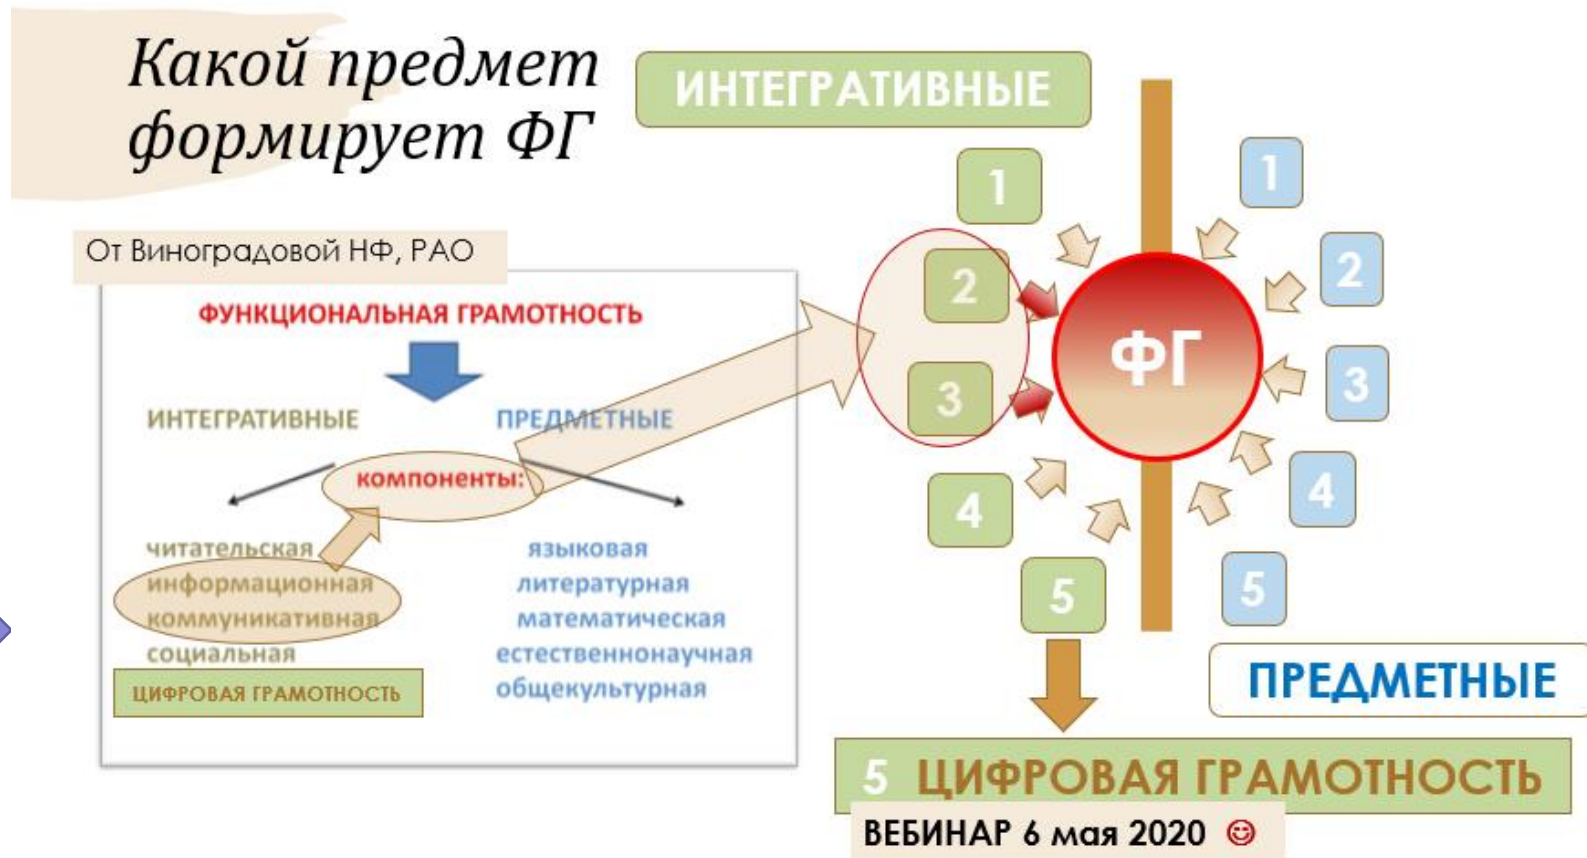 Какой предмет
формирует ФГ
ИНТЕГРАТИВНЫЕ
От Виноградовой НФ, РАО
ФУНКЦИОНАЛЬНАЯ ГРАМОТНОСТЬ
ИНТЕГРАТИВНЫЕ
ПРЕДМЕТНЫЕ
компоненты:
читательская
информационная
коммуникативная
социальная
ЦИФРОВАЯ ГРАМОТНОСТЬ
языковая
литературная
математическая
естественнонаучная
общекультурная
1
2
3
4
5
ФГ
1
2
3
4
5
ПРЕДМЕТНЫЕ
5 ЦИФРОВАЯ ГРАМОТНОСТЬ
ВЕБИНАР 6 мая 2020 ☺